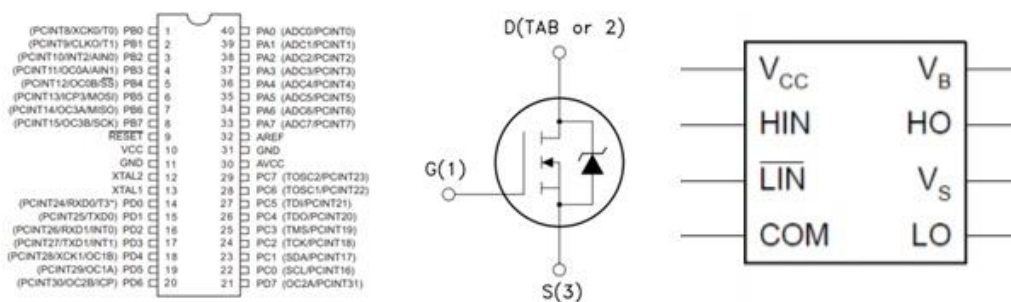 (PCINT8/XCK0/T0) PB0 1 40 PA0 (ADC0/PCINT0)
(PCINT9/CLKO/T1) PB1 2 39 PA1 (ADC1/PCINT1)
(PCINT10/INT2/AIN0) PB2 3 38 PA2 (ADC2/PCINT2)
(PCINT11/OC0A/AIN1) PB3 4 37 PA3 (ADC3/PCINT3)
(PCINT12/OC0B/SS) PB4 5 36 PA4 (ADC4/PCINT4)
(PCINT13/ICP3/MOSI) PB5 6 35 PA5 (ADC5/PCINT5)
(PCINT14/OC3A/MISO) PB6 7 34 PA6 (ADC6/PCINT6)
(PCINT15/OC3B/SCK) PB7 8 33 PA7 (ADC7/PCINT7)
RESET 9 32 AREF
VCC 10 31 GND
GND 11 30 AVCC
XTAL2 12 29 PC7 (TOSC2/PCINT23)
XTAL1 13 28 PC6 (TOSC1/PCINT22)
(PCINT24/RXD0/T3*) PD0 14 27 PC5 (TDI/PCINT21)
(PCINT25/TXD0) PD1 15 26 PC4 (TDO/PCINT20)
(PCINT26/RXD1/INT0) PD2 16 25 PC3 (TMS/PCINT19)
(PCINT27/TXD1/INT1) PD3 17 24 PC2 (TCK/PCINT18)
(PCINT28/XCK1/OC1B) PD4 18 23 PC1 (SDA/PCINT17)
(PCINT29/OC1A) PD5 19 22 PC0 (SCL/PCINT16)
(PCINT30/OC2B/ICP) PD6 20 21 PD7 (OC2A/PCINT31)
D(TAB or 2)
G(1)
S(3)
VCC VB
HIN HO
LIN VS
COM LO